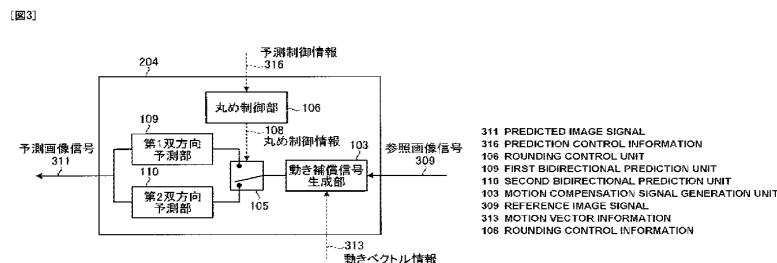 [図3]
予測制御情報
316
204
丸め制御部
106
109
108
丸め制御情報
103
予測画像信号
311
第1双方向
予測部
参照画像信号
309
動き補償信号
生成部
110
第2双方向
予測部
105
313
動きベクトル情報
311 PREDICTED IMAGE SIGNAL
316 PREDICTION CONTROL INFORMATION
106 ROUNDING CONTROL UNIT
109 FIRST BIDIRECTIONAL PREDICTION UNIT
110 SECOND BIDIRECTIONAL PREDICTION UNIT
103 MOTION COMPENSATION SIGNAL GENERATION UNIT
309 REFERENCE IMAGE SIGNAL
313 MOTION VECTOR INFORMATION
106 ROUNDING CONTROL INFORMATION